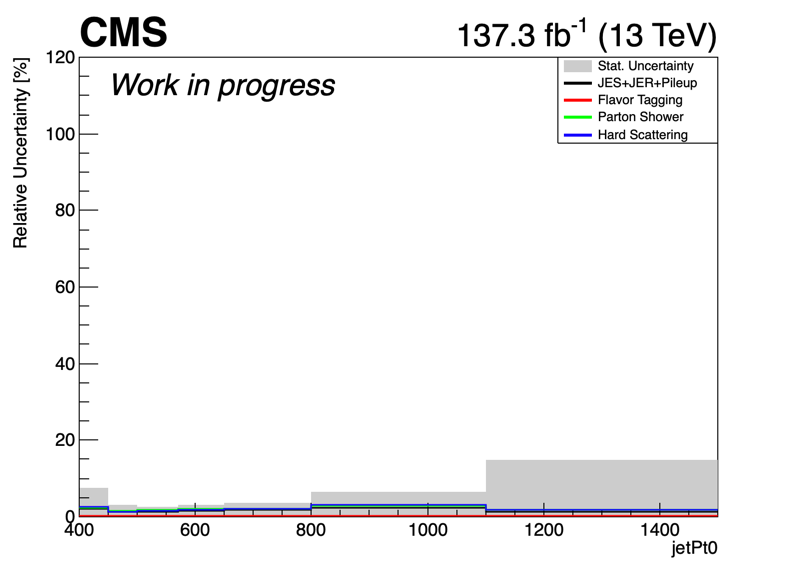 CMS
137.3 fb-1 (13 TeV)
Work in progress
Stat. Uncertainty
JES+JER+Pileup
Flavor Tagging
Parton Shower
Hard Scattering
Relative Uncertainty [%]
120
100
80
60
40
20
0
400 600 800 1000 1200 1400
jetPt0